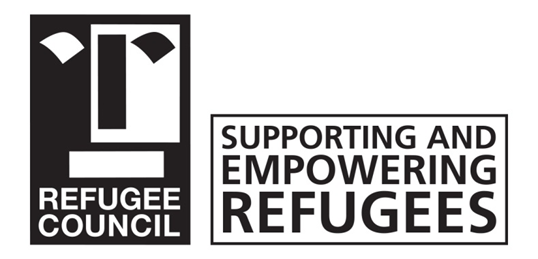 REFUGEE
COUNCIL
SUPPORTING AND
EMPOWERING
REFUGEES